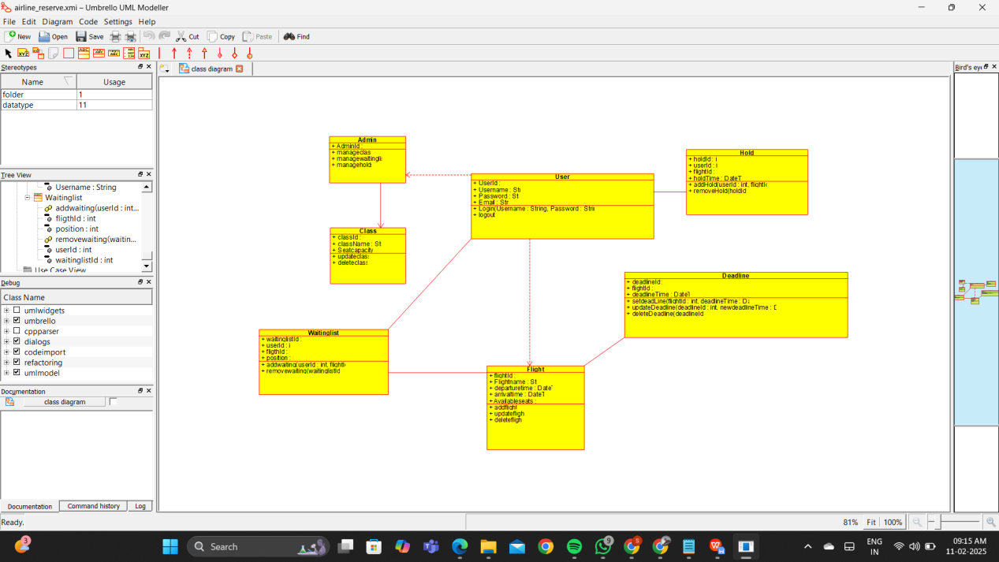 airline_reserve.xmi – Umbrello UML Modeller
File Edit Diagram Code Settings Help
New Open Save Cut Copy Paste Find
Stereotypes
Name Usage
folder 1
datatype 11
Tree View
Username : String
Waitinglist
addwaiting(userId : int...
fligthId : int
position : int
removewaiting(waitin...
userId : int
waitinglistId : int
Use Case View
Debug
Class Name
umlwidgets
umbrello
cppparser
dialogs
codeimport
refactoring
umlmodel
Documentation
class diagram
Documentation Command history Log
Ready.
class diagram
Admin
+ AdminId :
+ manageclas
+ managewaitingli
+ managehold
Class
+ classId :
+ className : St
+ Seatcapacity
+ updateclas
+ deleteclas
User
+ UserId :
+ Username : Str
+ Password : St
+ Email : Str
+ Login(Username : String, Password : Stri
+ logout
Hold
+ holdId : i
+ userId : i
+ flightId :
+ holdTime : DateT
+ addHold(userId : int, flightIc
+ removeHold(holdId
Deadline
+ deadlineId :
+ flightId :
+ deadlineTime : DateT
+ setdeadLine(flightId : int, deadlineTime : D
+ updateDeadline(deadlineId : int, newdeadlineTime : D
+ deleteDeadline(deadlineId
Waitinglist
+ waitinglistId :
+ userId : i
+ fligthId :
+ position :
+ addwaiting(userId : int, flightI
+ removewaiting(waitinglistId
Flight
+ flightId :
+ Flightname : St
+ departuretime : DateT
+ arrivaltime : DateT
+ Availableseats :
+ addfligh
+ updatefligh
+ deletefligh
Bird's eye
81% Fit 100%
3
Search
9
5
ENG
IN
09:15 AM
11-02-2025